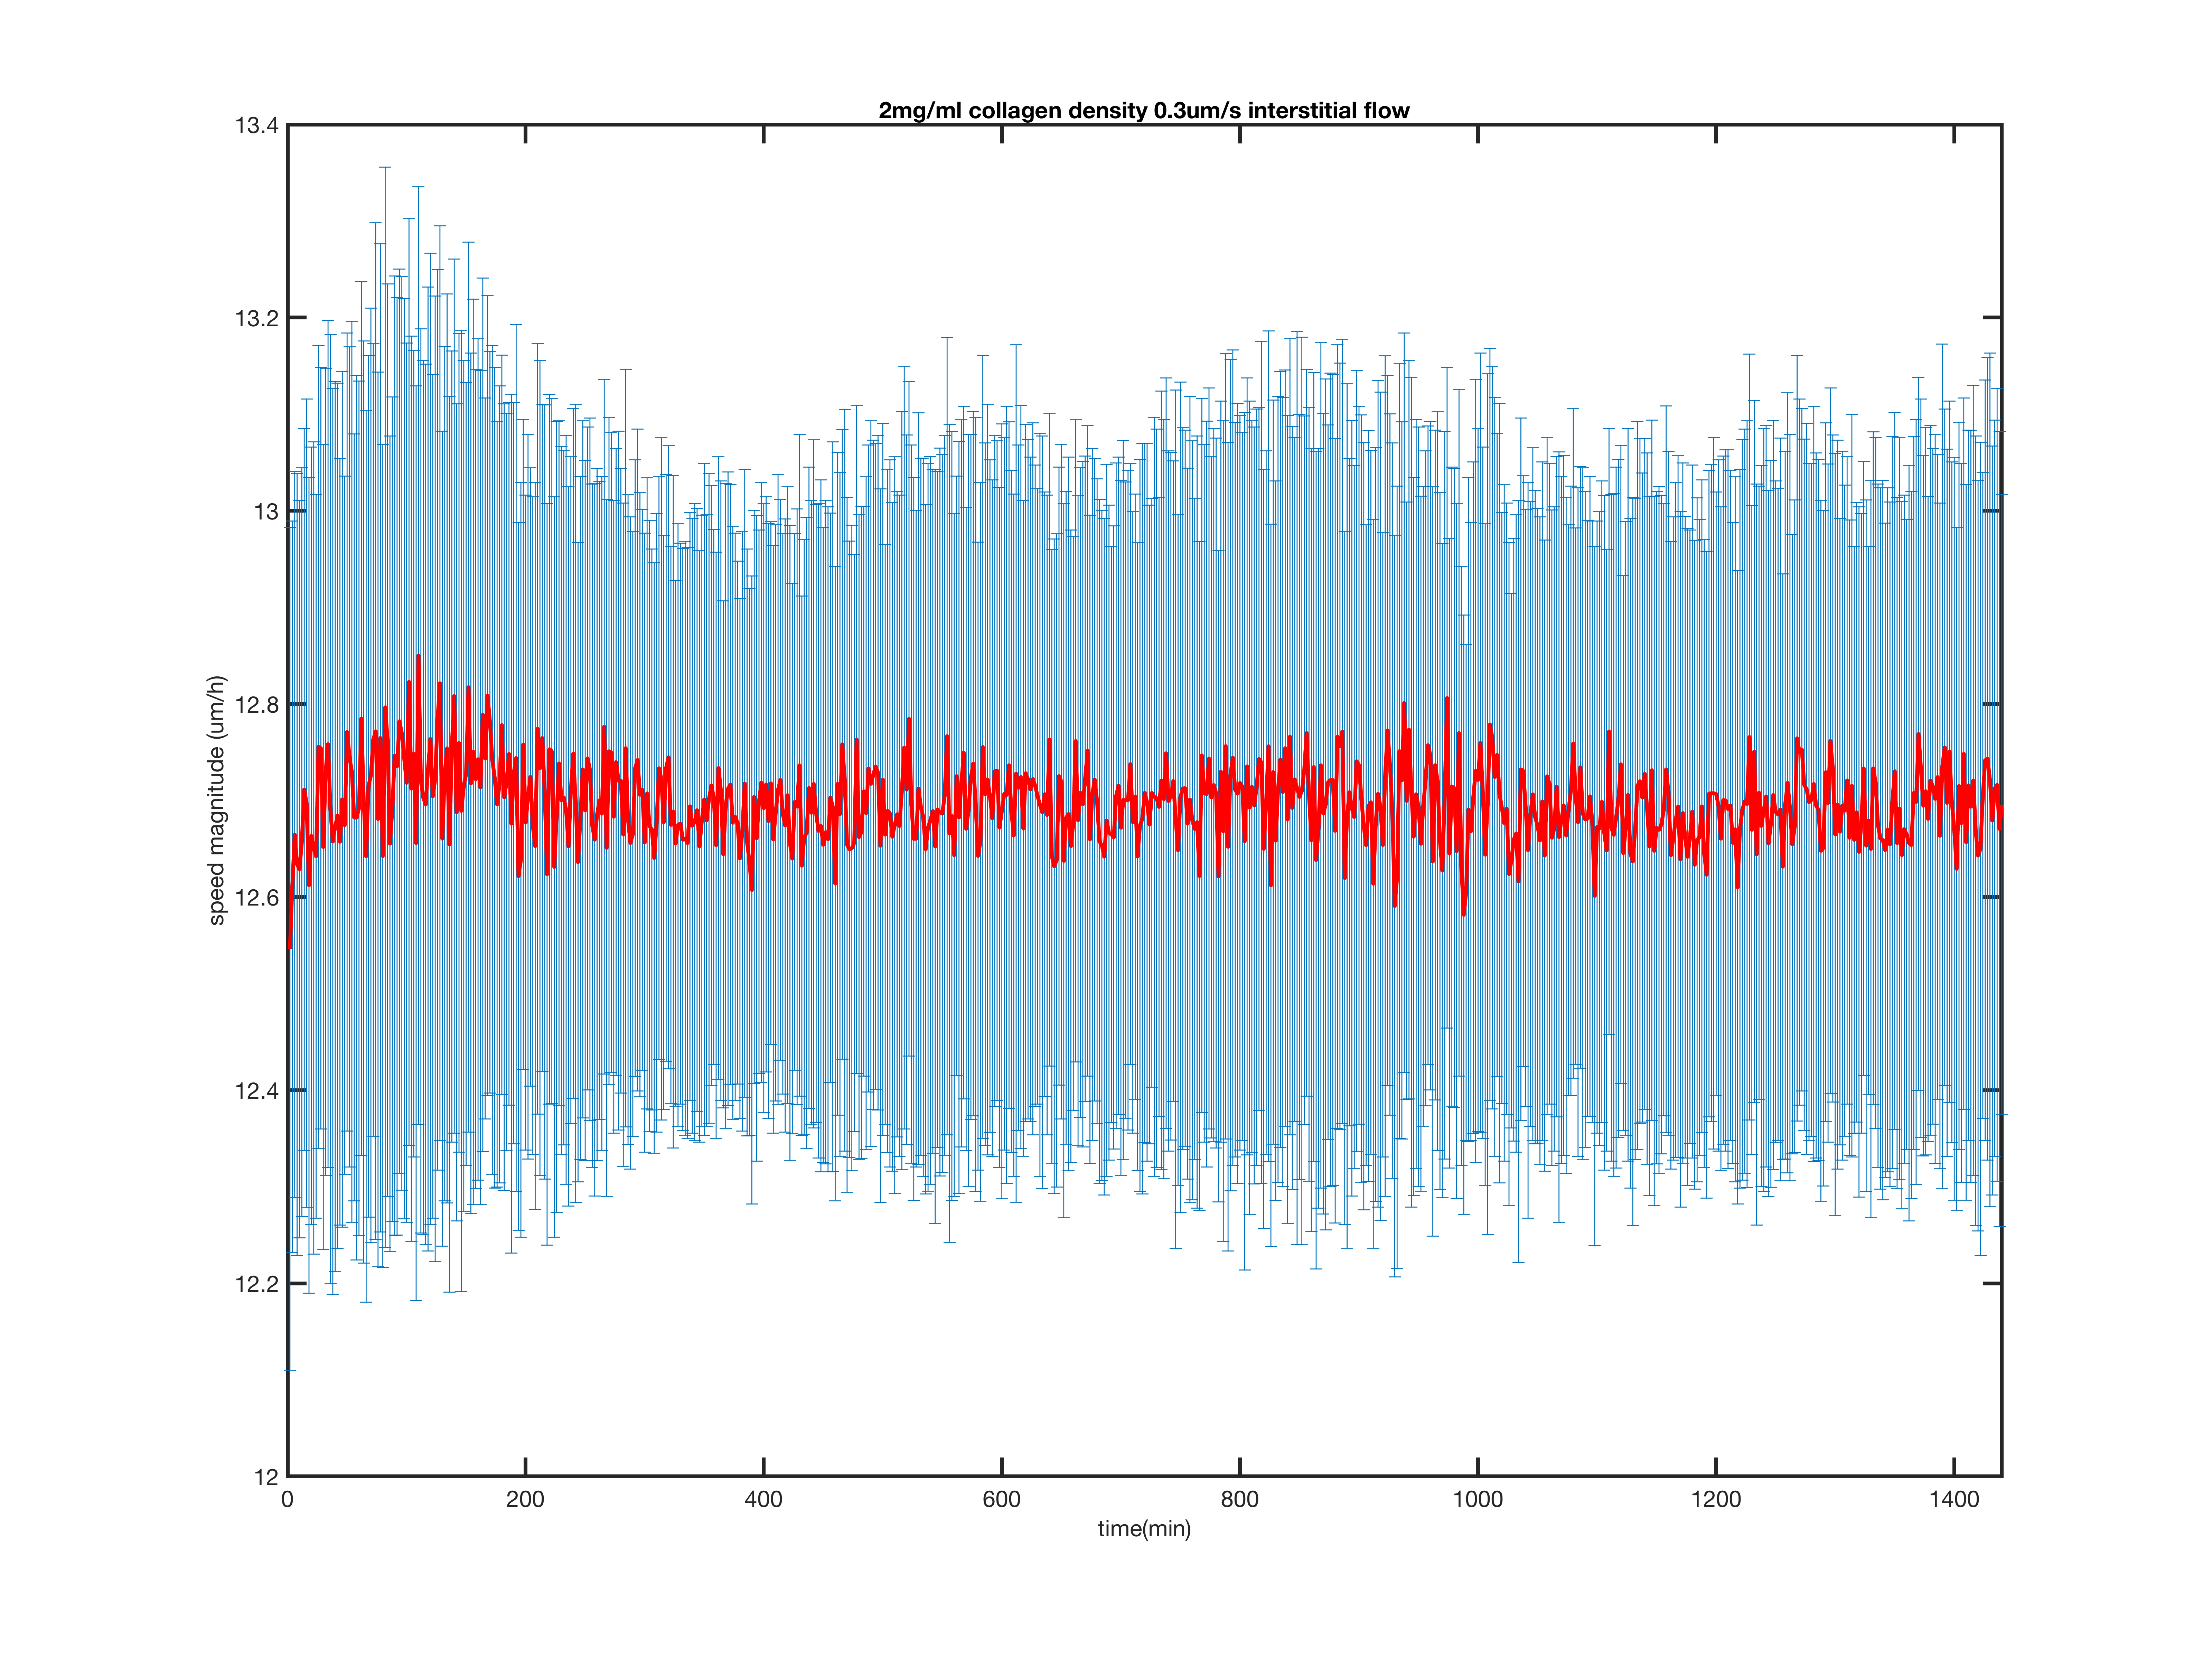 2mg/ml collagen density 0.3um/s interstitial flow
13.4
13.2
13
12.8
12.6
12.4
12.2
12
speed magnitude (um/h)
0 200 400 600 800 1000 1200 1400
time(min)